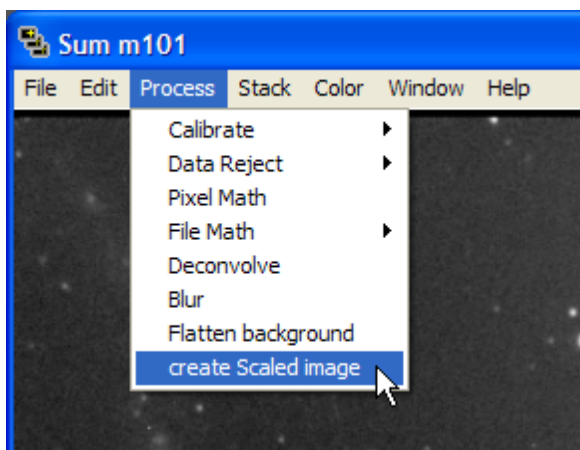 Sum m101
File Edit Process Stack Color Window Help
Calibrate
Data Reject
Pixel Math
File Math
Deconvolve
Blur
Flatten background
create Scaled image